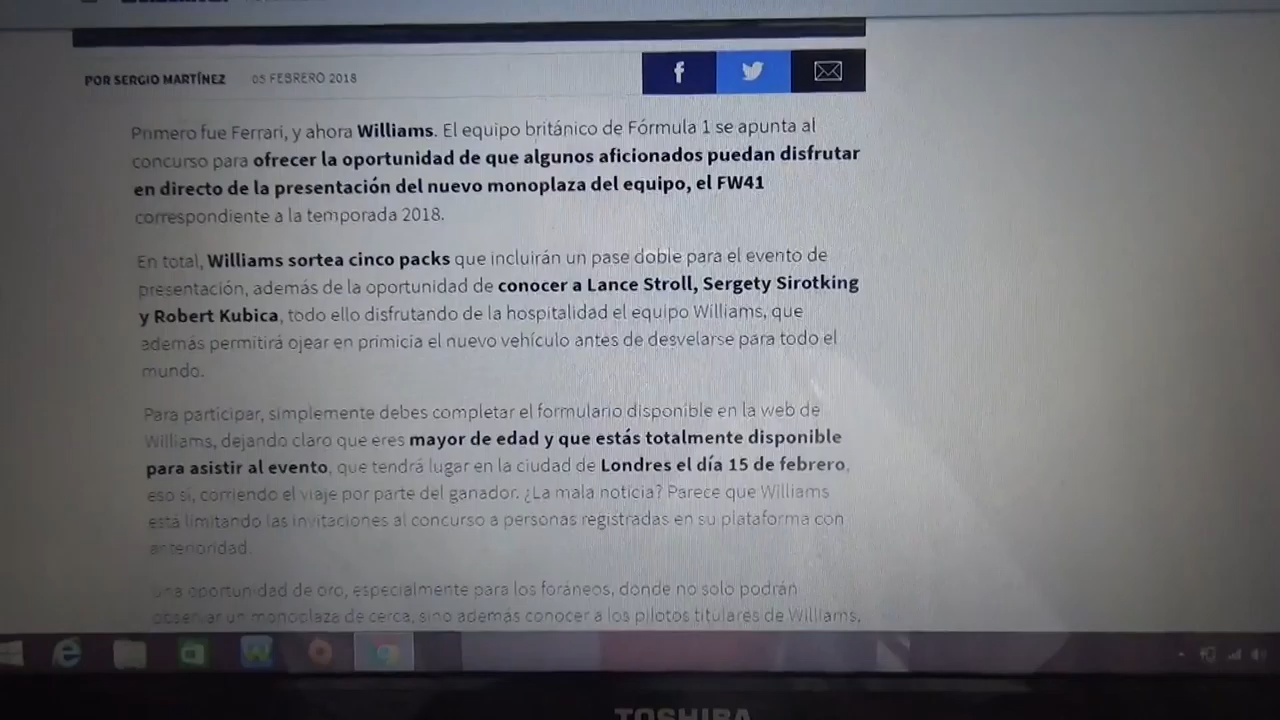 POR SERGIO MARTÍNEZ 05 FEBRERO 2018
Primero fue Ferrari, y ahora Williams. El equipo británico de Fórmula 1 se apunta al
concurso para ofrecer la oportunidad de que algunos aficionados puedan disfrutar
en directo de la presentación del nuevo monoplaza del equipo, el FW41
correspondiente a la temporada 2018.
En total, Williams sortea cinco packs que incluirán un pase doble para el evento de
presentación, además de la oportunidad de conocer a Lance Stroll, Sergety Sirotking
y Robert Kubica, todo ello disfrutando de la hospitalidad el equipo Williams, que
además permitirá ojear en primicia el nuevo vehículo antes de desvelarse para todo el
mundo.
Para participar, simplemente debes completar el formulario disponible en la web de
Williams, dejando claro que eres mayor de edad y que estás totalmente disponible
para asistir al evento, que tendrá lugar en la ciudad de Londres el día 15 de febrero,
eso sí, corriendo el viaje por parte del ganador. ¿La mala noticia? Parece que Williams
está limitando las invitaciones al concurso a personas registradas en su plataforma con
anterioridad.
Una oportunidad de oro, especialmente para los foráneos, donde no solo podrán
observar un monoplaza de cerca, sino además conocer a los pilotos titulares de Williams,
TOSHIBA